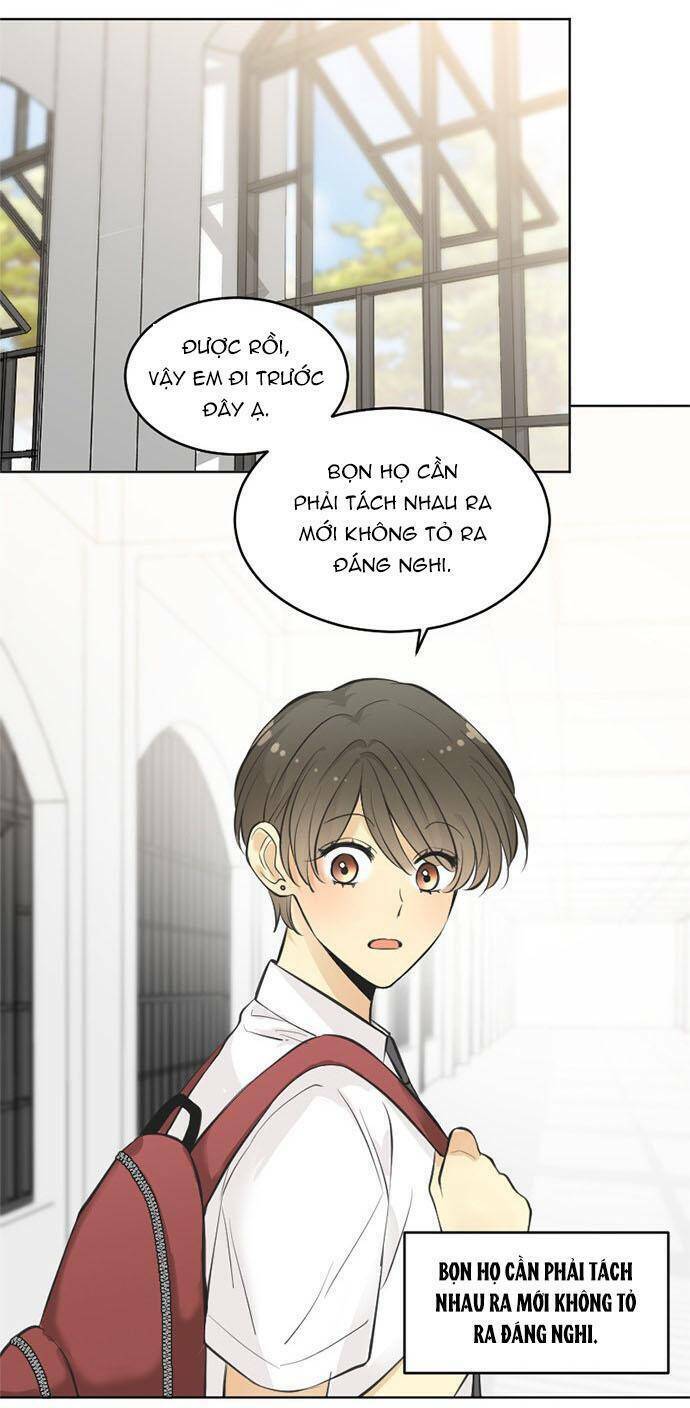 ĐƯỢC RỒI,
VẬY EM ĐI TRƯỚC
ĐÂY Ạ.
BỌN HỌ CẦN
PHẢI TÁCH NHAU RA
MỚI KHÔNG TỎ RA
ĐÁNG NGHI.
BỌN HỌ CẦN PHẢI TÁCH
NHAU RA MỚI KHÔNG TỎ
RA ĐÁNG NGHI.